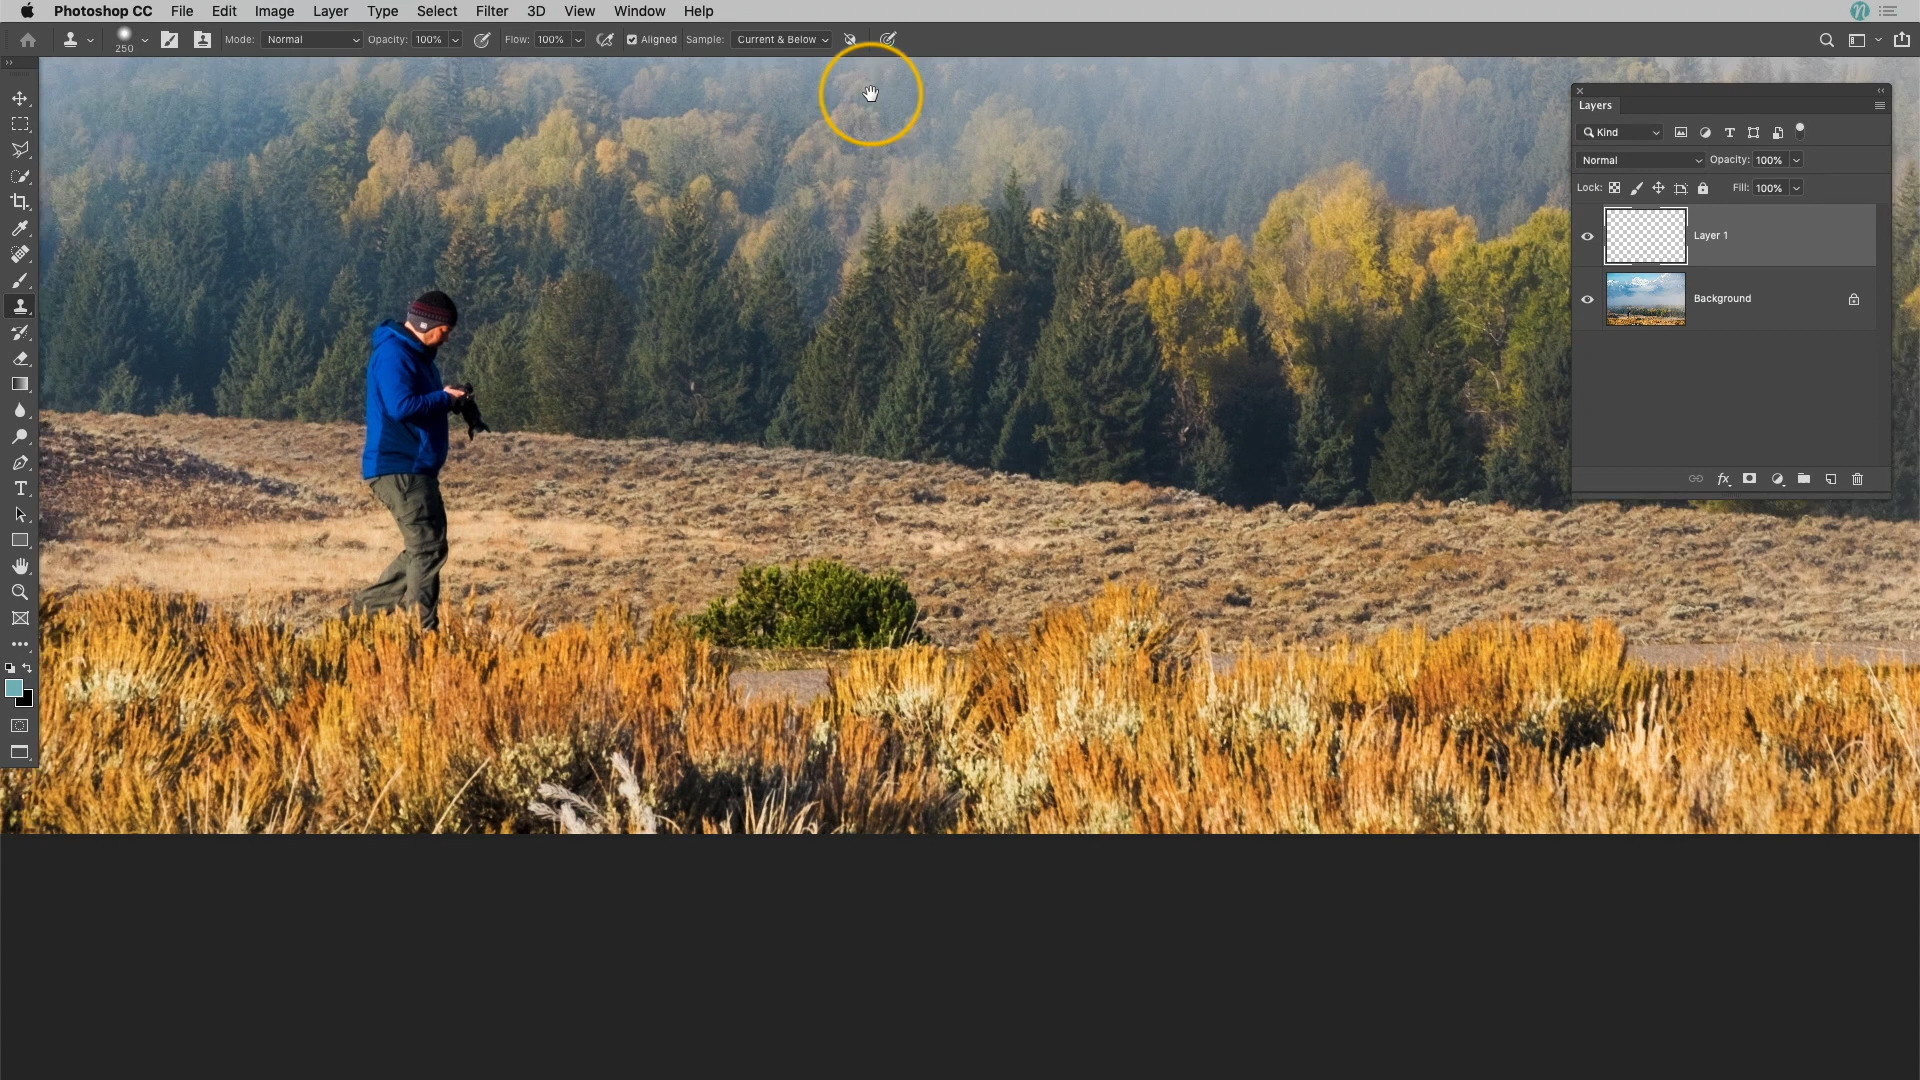 Photoshop CC File Edit Image Layer Type Select Filter 3D View Window Help
250 Mode: Normal Opacity: 100% Flow: 100% Aligned Sample: Current & Below
Layers
Kind
Normal Opacity: 100%
Lock: Fill: 100%
Layer 1
Background